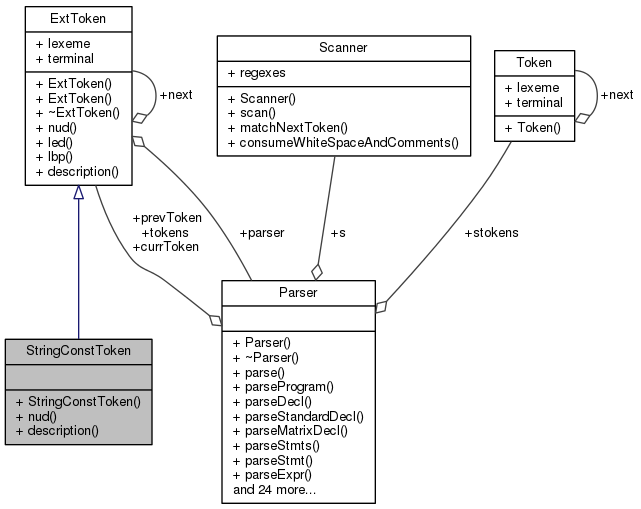 ExtToken
+ lexeme
+ terminal
+ ExtToken()
+ ExtToken()
+ ~ExtToken()
+ nud()
+ led()
+ lbp()
+ description()
+next
Scanner
+ regexes
+ Scanner()
+ scan()
+ matchNextToken()
+ consumeWhiteSpaceAndComments()
Token
+ lexeme
+ terminal
+ Token()
+next
+prevToken
+tokens
+currToken
+parser
+s
+stokens
StringConstToken
+ StringConstToken()
+ nud()
+ description()
Parser
+ Parser()
+ ~Parser()
+ parse()
+ parseProgram()
+ parseDecl()
+ parseStandardDecl()
+ parseMatrixDecl()
+ parseStmts()
+ parseStmt()
+ parseExpr()
and 24 more...